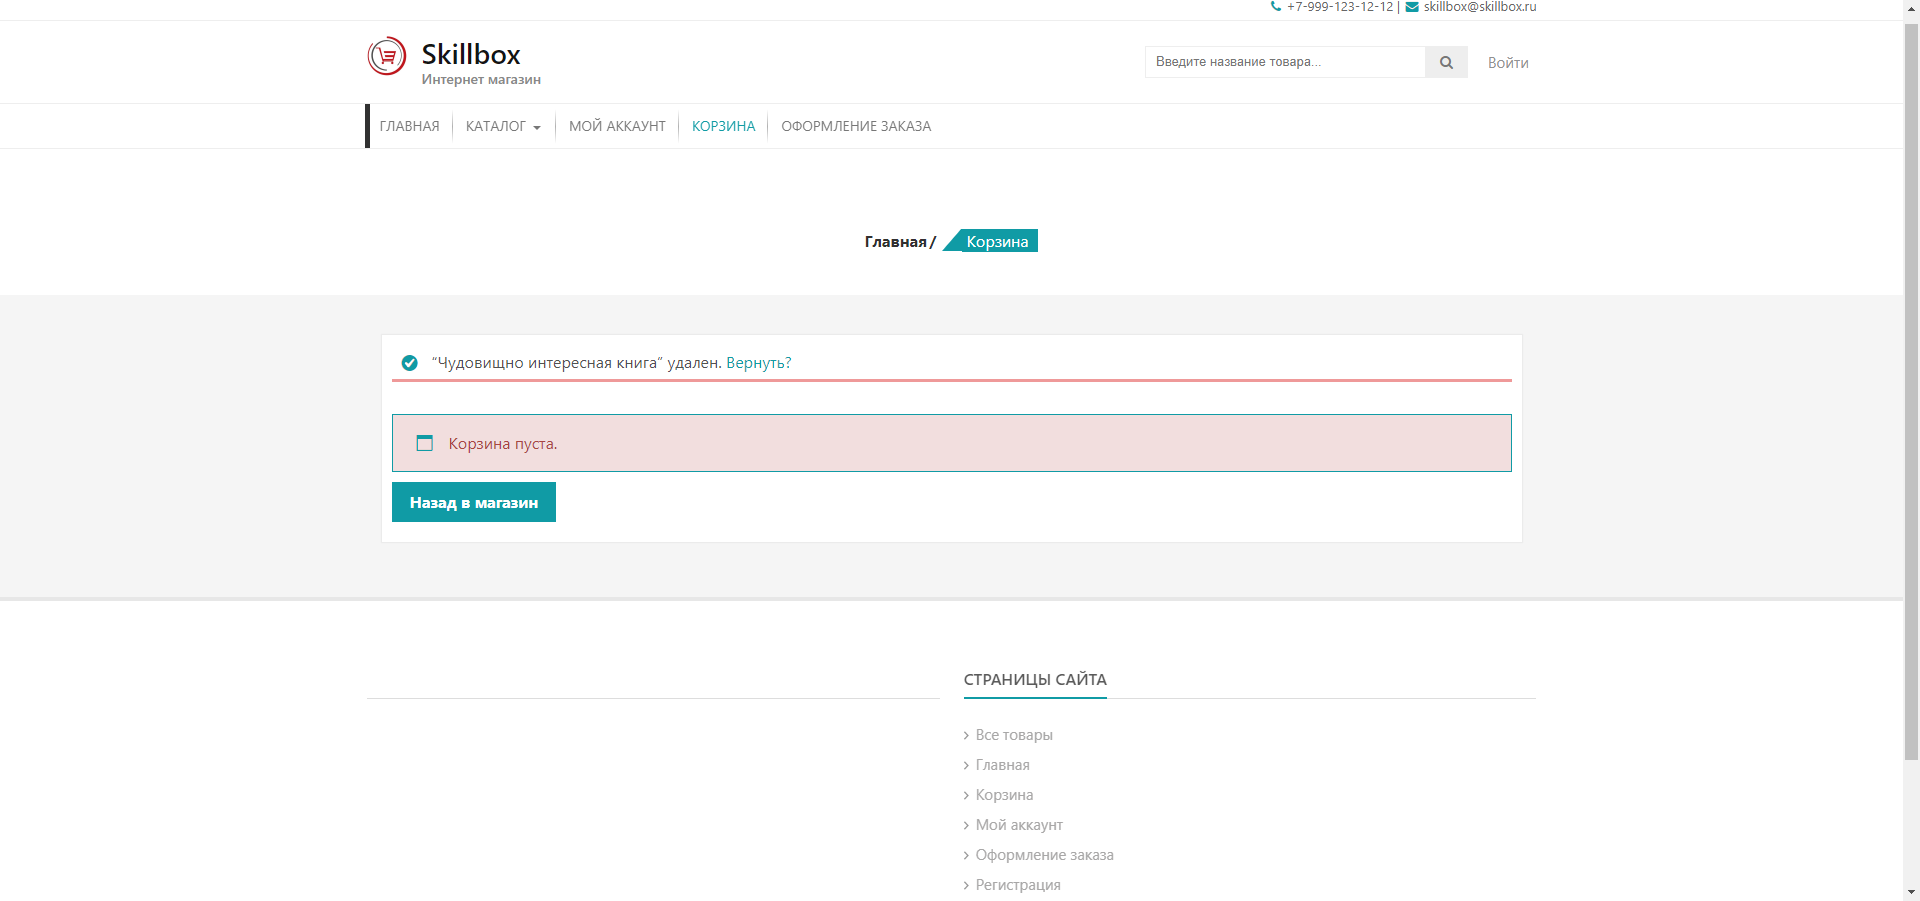 +7-999-123-12-12 | skillbox@skillbox.ru
Skillbox
Интернет магазин
Введите название товара...
Войти
ГЛАВНАЯ
КАТАЛОГ
МОЙ АККАУНТ
КОРЗИНА
ОФОРМЛЕНИЕ ЗАКАЗА
Главная / Корзина
“Чудовищно интересная книга” удален. Вернуть?
Корзина пуста.
Назад в магазин
СТРАНИЦЫ САЙТА
Все товары
Главная
Корзина
Мой аккаунт
Оформление заказа
Регистрация